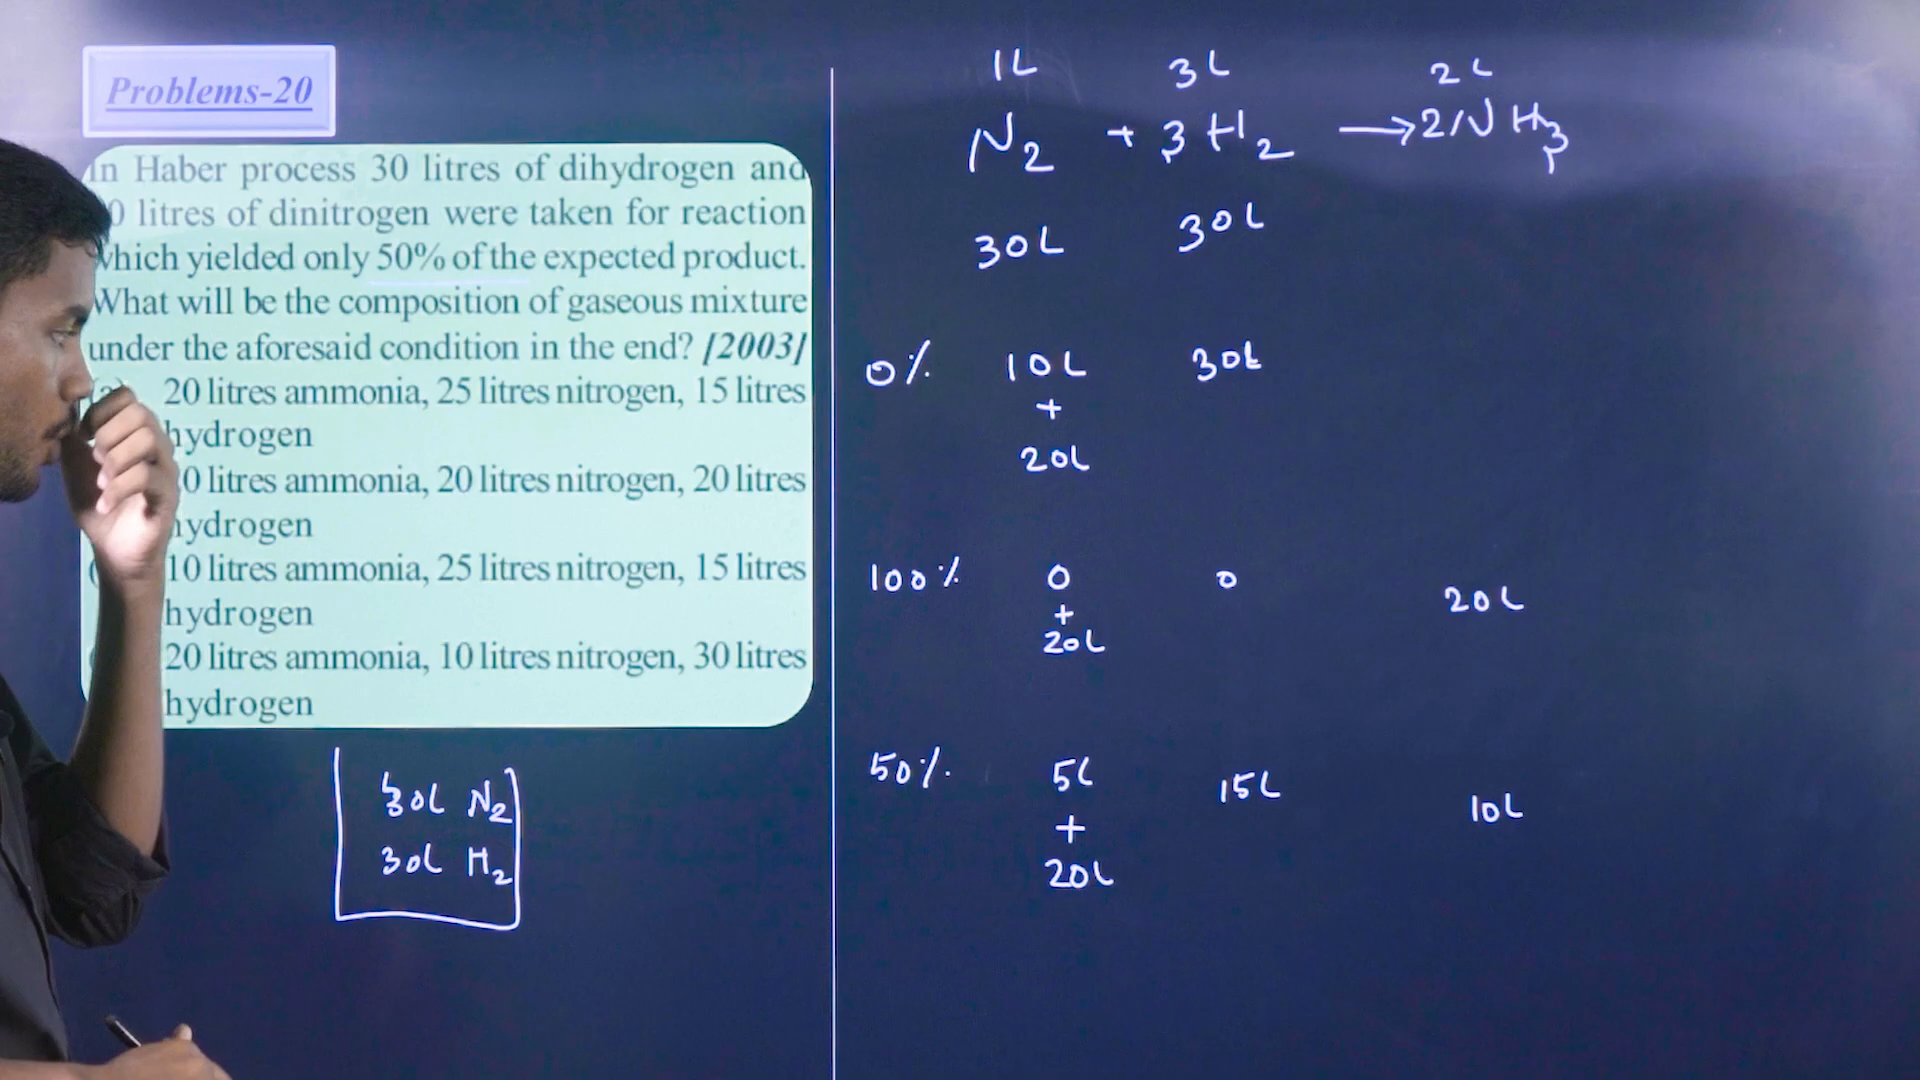 Problems-20
In Haber process 30 litres of dihydrogen and
0 litres of dinitrogen were taken for reaction
which yielded only 50% of the expected product.
What will be the composition of gaseous mixture
under the aforesaid condition in the end? [2003]
(a) 20 litres ammonia, 25 litres nitrogen, 15 litres
hydrogen
0 litres ammonia, 20 litres nitrogen, 20 litres
hydrogen
10 litres ammonia, 25 litres nitrogen, 15 litres
hydrogen
20 litres ammonia, 10 litres nitrogen, 30 litres
hydrogen
30L N2
30L H2
1L 3L 2L
N2 + 3H2 → 2NH3
30L 30L
0% 10L 30L
+
20L
100% 0 0 20L
+
20L
50% 5L 15L 10L
+
20L